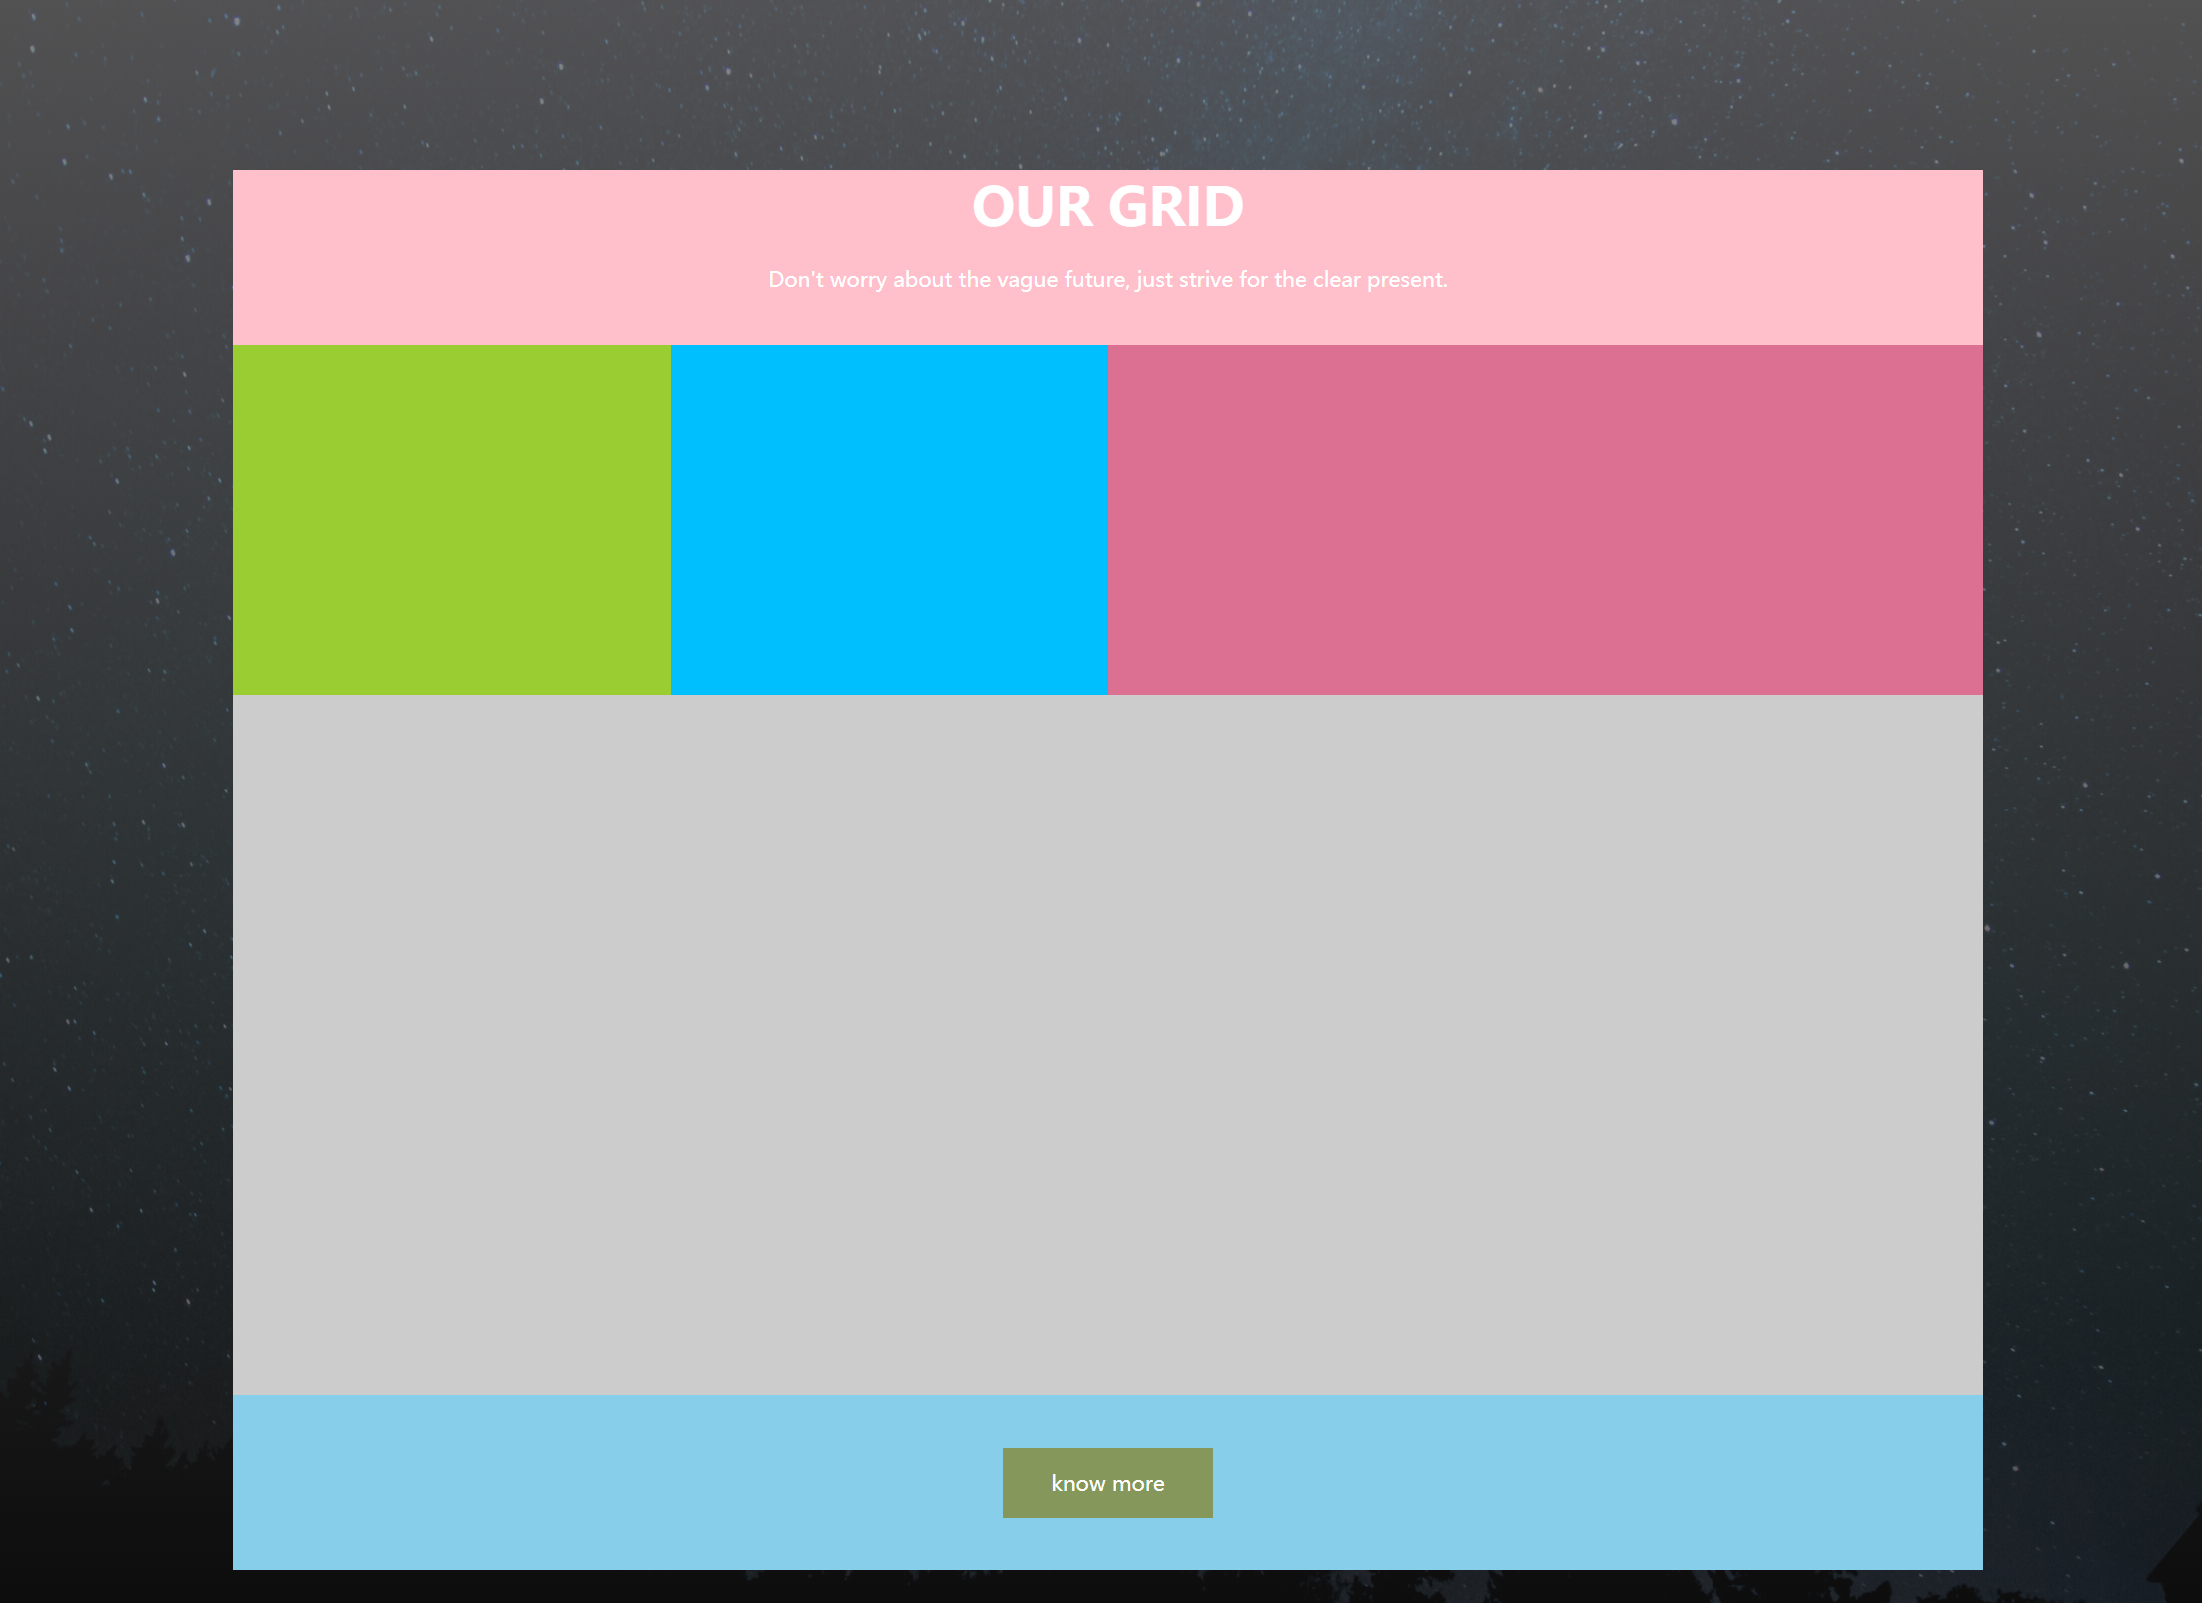 OUR GRID
Don't worry about the vague future, just strive for the clear present.
know more